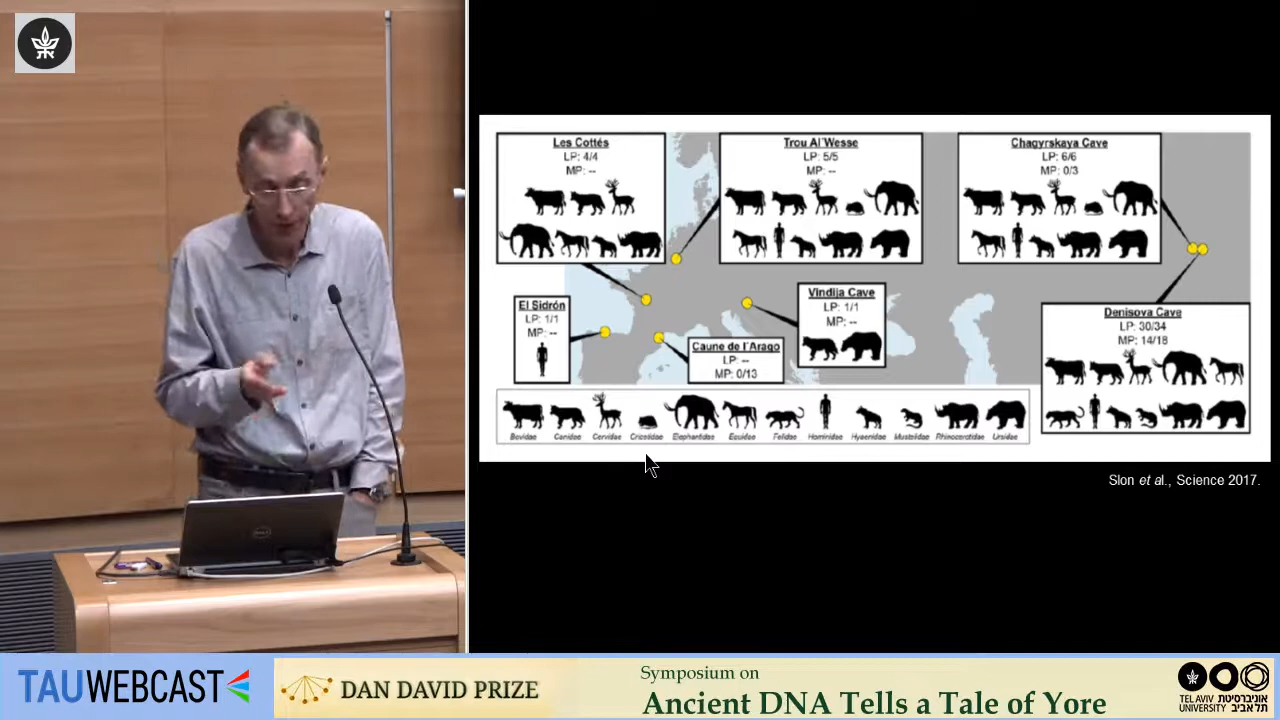 Les Cottés
LP: 4/4
MP: --
Trou Al'Wesse
LP: 5/5
MP: --
Chagyrskaya Cave
LP: 6/6
MP: 0/3
El Sidrón
LP: 1/1
MP: --
Caune de l'Arago
LP: --
MP: 0/13
Vindija Cave
LP: 1/1
MP: --
Denisova Cave
LP: 30/34
MP: 14/18
Bovidae Canidae Cervidae Cricetidae Elephantidae Equidae Felidae Hominidae Hyaenidae Mustelidae Rhinocerotidae Ursidae
Slon et al., Science 2017.
DELL
TAUWEBCAST
DAN DAVID PRIZE
Symposium on
Ancient DNA Tells a Tale of Yore
TEL AVIV אוניברסיטת
UNIVERSITY תל אביב